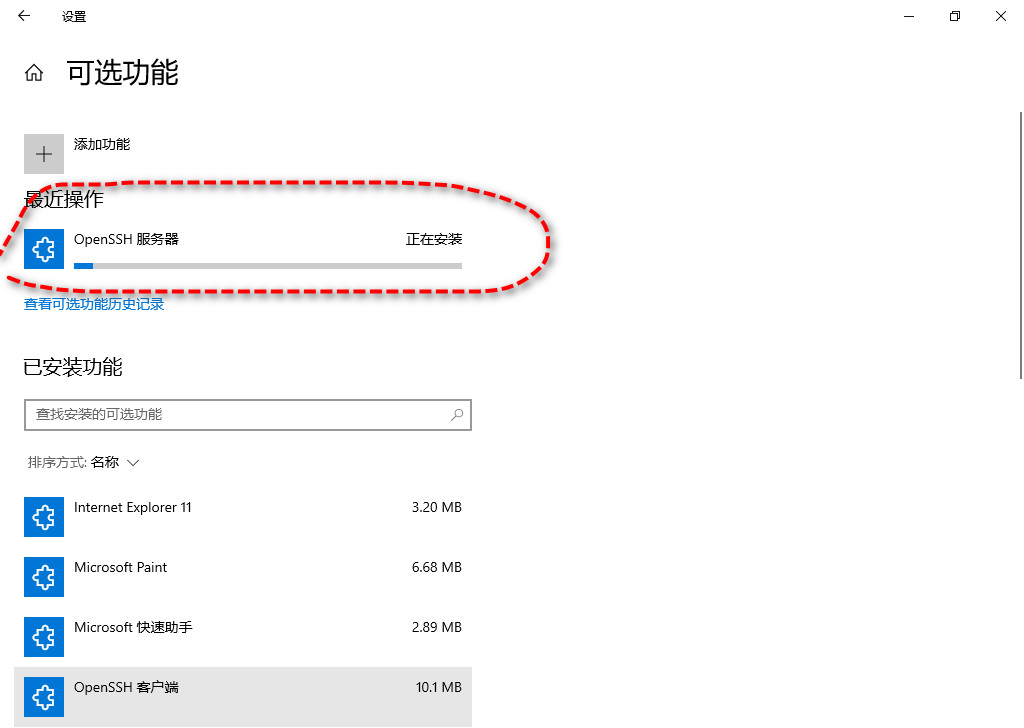 设置
可选功能
添加功能
最近操作
OpenSSH 服务器 正在安装
查看可选功能历史记录
已安装功能
查找安装的可选功能
排序方式: 名称
Internet Explorer 11 3.20 MB
Microsoft Paint 6.68 MB
Microsoft 快速助手 2.89 MB
OpenSSH 客户端 10.1 MB